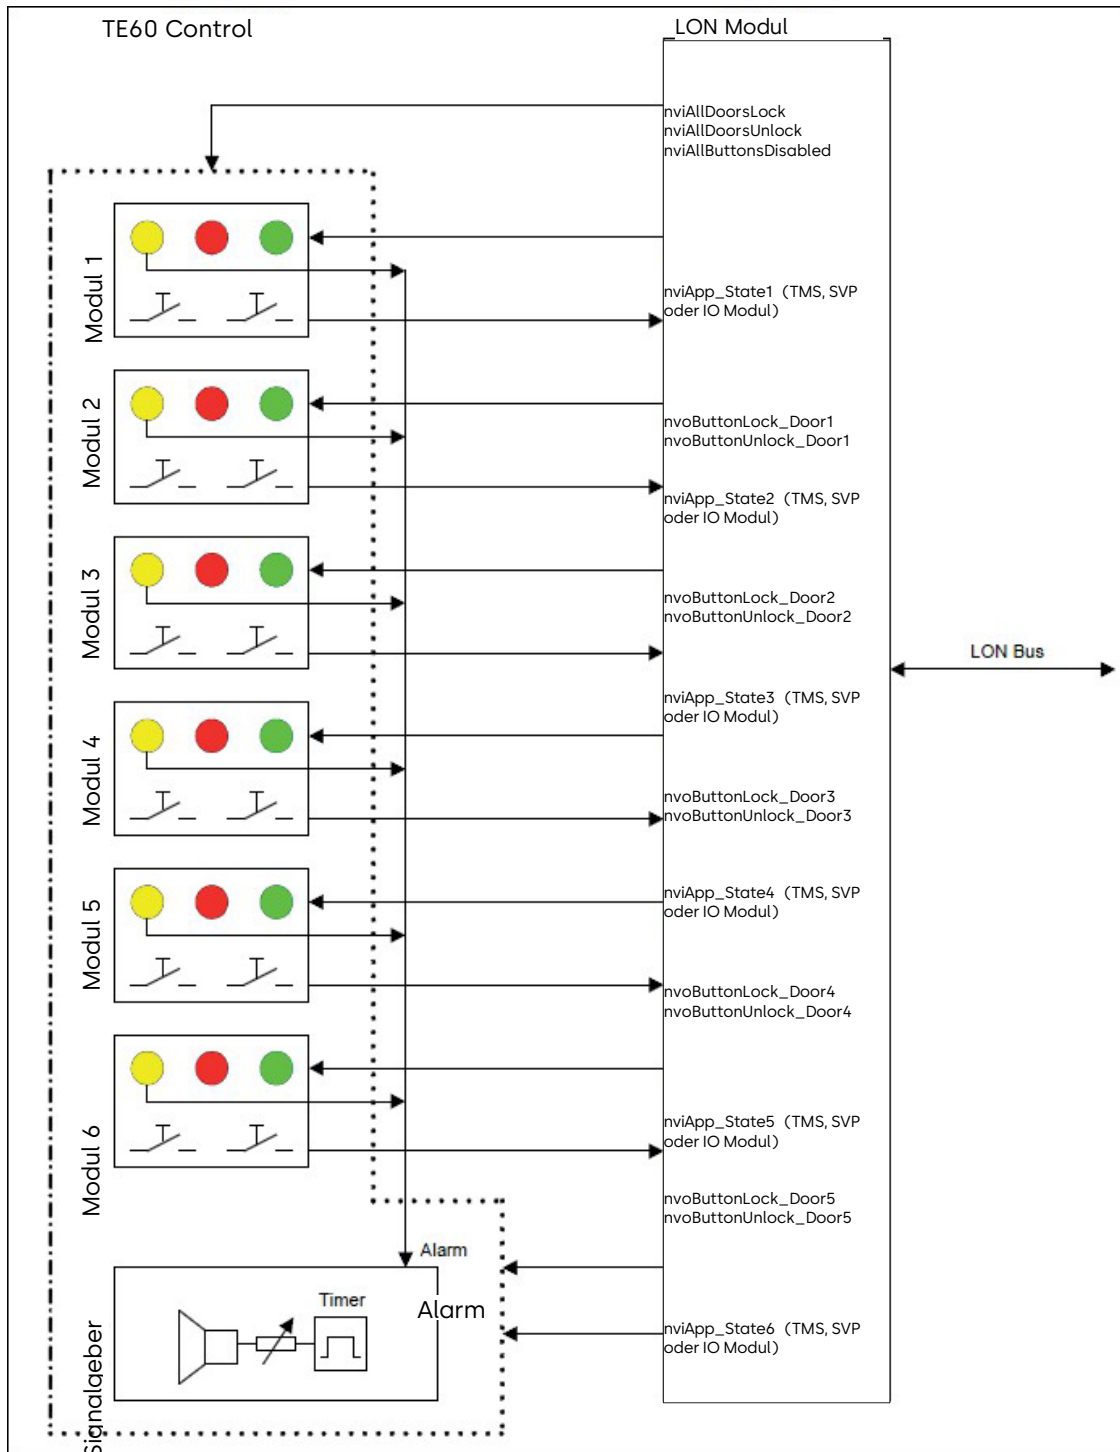 TE60 Control
LON Modul
nviAllDoorsLock
nviAllDoorsUnlock
nviAllButtonsDisabled
Modul 1
nviApp_State1 (TMS, SVP
oder IO Modul)
Modul 2
nvoButtonLock_Door1
nvoButtonUnlock_Door1
nviApp_State2 (TMS, SVP
oder IO Modul)
Modul 3
nvoButtonLock_Door2
nvoButtonUnlock_Door2
LON Bus
nviApp_State3 (TMS, SVP
oder IO Modul)
Modul 4
nvoButtonLock_Door3
nvoButtonUnlock_Door3
nviApp_State4 (TMS, SVP
oder IO Modul)
Modul 5
nvoButtonLock_Door4
nvoButtonUnlock_Door4
nviApp_State5 (TMS, SVP
oder IO Modul)
Modul 6
nvoButtonLock_Door5
nvoButtonUnlock_Door5
Alarm
Timer
Alarm
Signalgeber
nviApp_State6 (TMS, SVP
oder IO Modul)